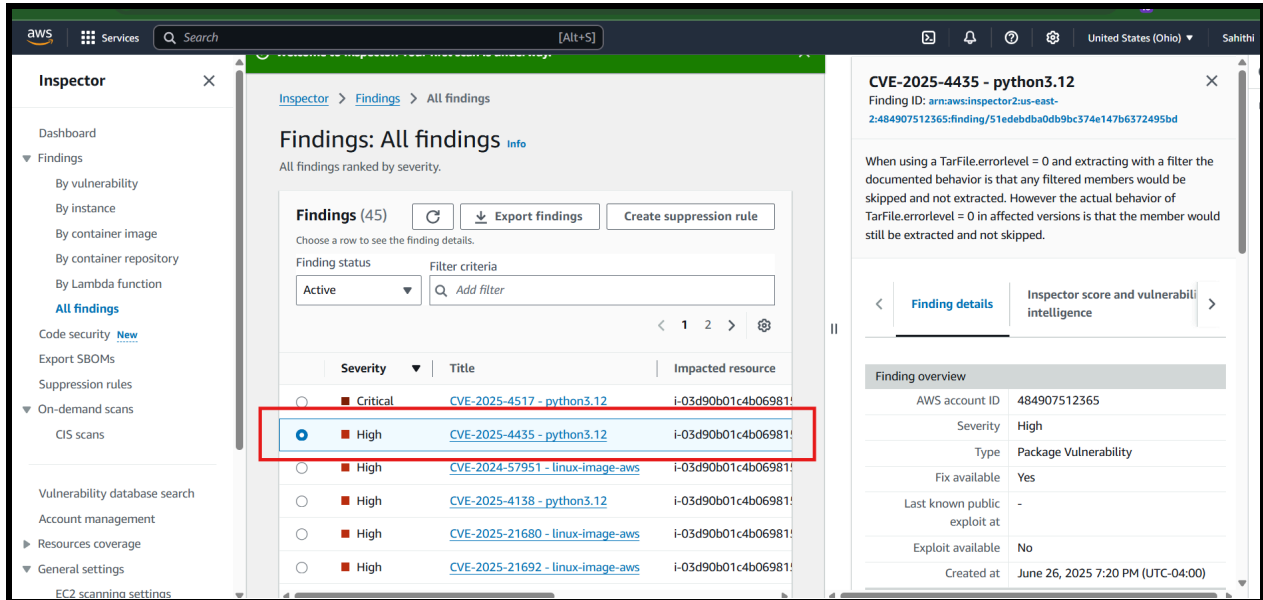 aws
Services
Search
[Alt+S]
United States (Ohio)
Sahithi
Inspector
Dashboard
Findings
By vulnerability
By instance
By container image
By container repository
By Lambda function
All findings
Code security New
Export SBOMs
Suppression rules
On-demand scans
CIS scans
Vulnerability database search
Account management
Resources coverage
General settings
EC2 scanning settings
Welcome to Inspector. Your first scan is underway.
Inspector > Findings > All findings
Findings: All findings Info
All findings ranked by severity.
Findings (45)
Export findings
Create suppression rule
Choose a row to see the finding details.
Finding status
Filter criteria
Active
Add filter
1 2
Severity Title Impacted resource
Critical CVE-2025-4517 - python3.12 i-03d90b01c4b06981
High CVE-2025-4435 - python3.12 i-03d90b01c4b06981
High CVE-2024-57951 - linux-image-aws i-03d90b01c4b06981
High CVE-2025-4138 - python3.12 i-03d90b01c4b06981
High CVE-2025-21680 - linux-image-aws i-03d90b01c4b06981
High CVE-2025-21692 - linux-image-aws i-03d90b01c4b06981
CVE-2025-4435 - python3.12
Finding ID: arn:aws:inspector2:us-east-
2:484907512365:finding/51edebdba0db9bc374e147b6372495bd
When using a TarFile.errorlevel = 0 and extracting with a filter the
documented behavior is that any filtered members would be
skipped and not extracted. However the actual behavior of
TarFile.errorlevel = 0 in affected versions is that the member would
still be extracted and not skipped.
Finding details
Inspector score and vulnerabili
intelligence
Finding overview
AWS account ID 484907512365
Severity High
Type Package Vulnerability
Fix available Yes
Last known public
exploit at -
Exploit available No
Created at June 26, 2025 7:20 PM (UTC-04:00)